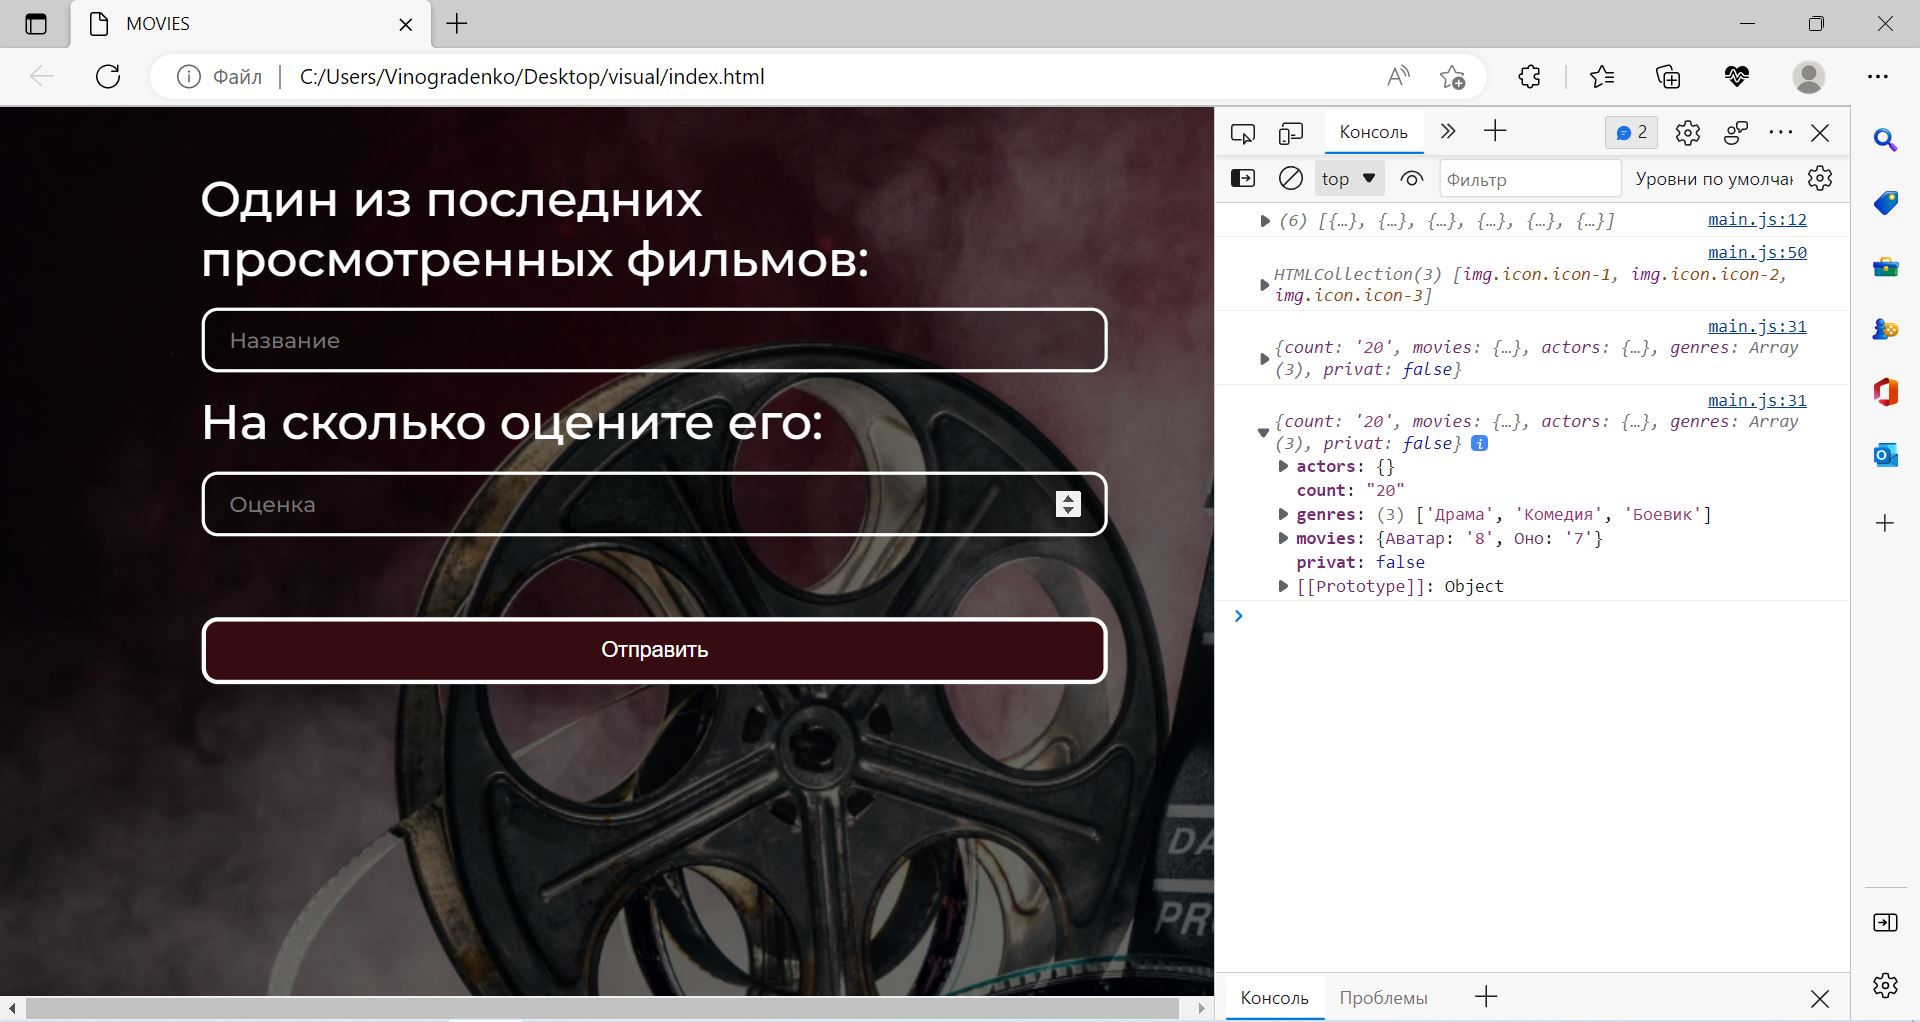 MOVIES
Файл
C:/Users/Vinogradenko/Desktop/visual/index.html
Один из последних
просмотренных фильмов:
Название
На сколько оцените его:
Оценка
Отправить
DA
PR
Консоль
2
top
Фильтр
Уровни по умолчан
(6) [{…}, {…}, {…}, {…}, {…}, {…}] main.js:12
main.js:50
HTMLCollection(3) [img.icon.icon-1, img.icon.icon-2,
img.icon.icon-3]
main.js:31
{count: '20', movies: {…}, actors: {…}, genres: Array
(3), privat: false}
main.js:31
{count: '20', movies: {…}, actors: {…}, genres: Array
(3), privat: false}
actors: {}
count: "20"
genres: (3) ['Драма', 'Комедия', 'Боевик']
movies: {Аватар: '8', Оно: '7'}
privat: false
[[Prototype]]: Object
Консоль
Проблемы